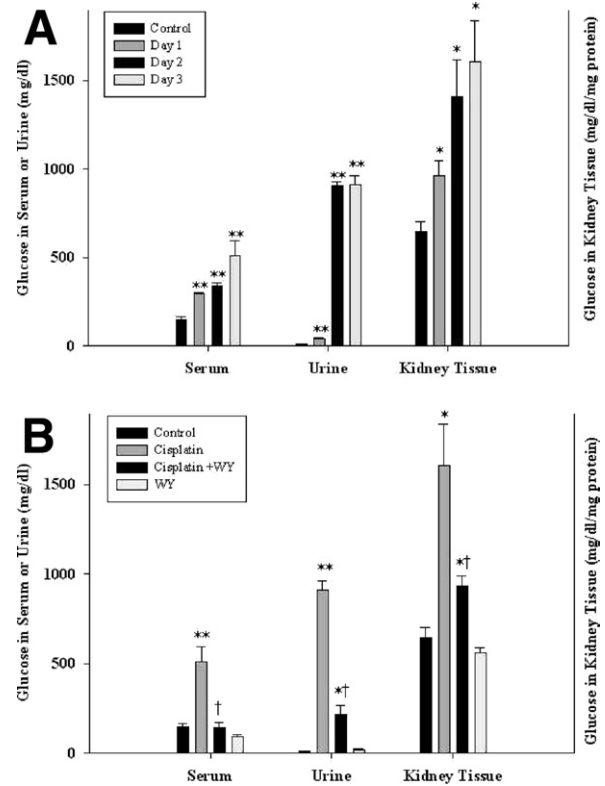 A
Control
Day 1
Day 2
Day 3
Glucose in Serum or Urine (mg/dl)
Glucose in Kidney Tissue (mg/dl/mg protein)
1500
1000
500
0
** ** **
** ** **
* * *
Serum Urine Kidney Tissue
B
Control
Cisplatin
Cisplatin +WY
WY
Glucose in Serum or Urine (mg/dl)
Glucose in Kidney Tissue (mg/dl/mg protein)
1500
1000
500
0
** †
** *†
* *†
Serum Urine Kidney Tissue